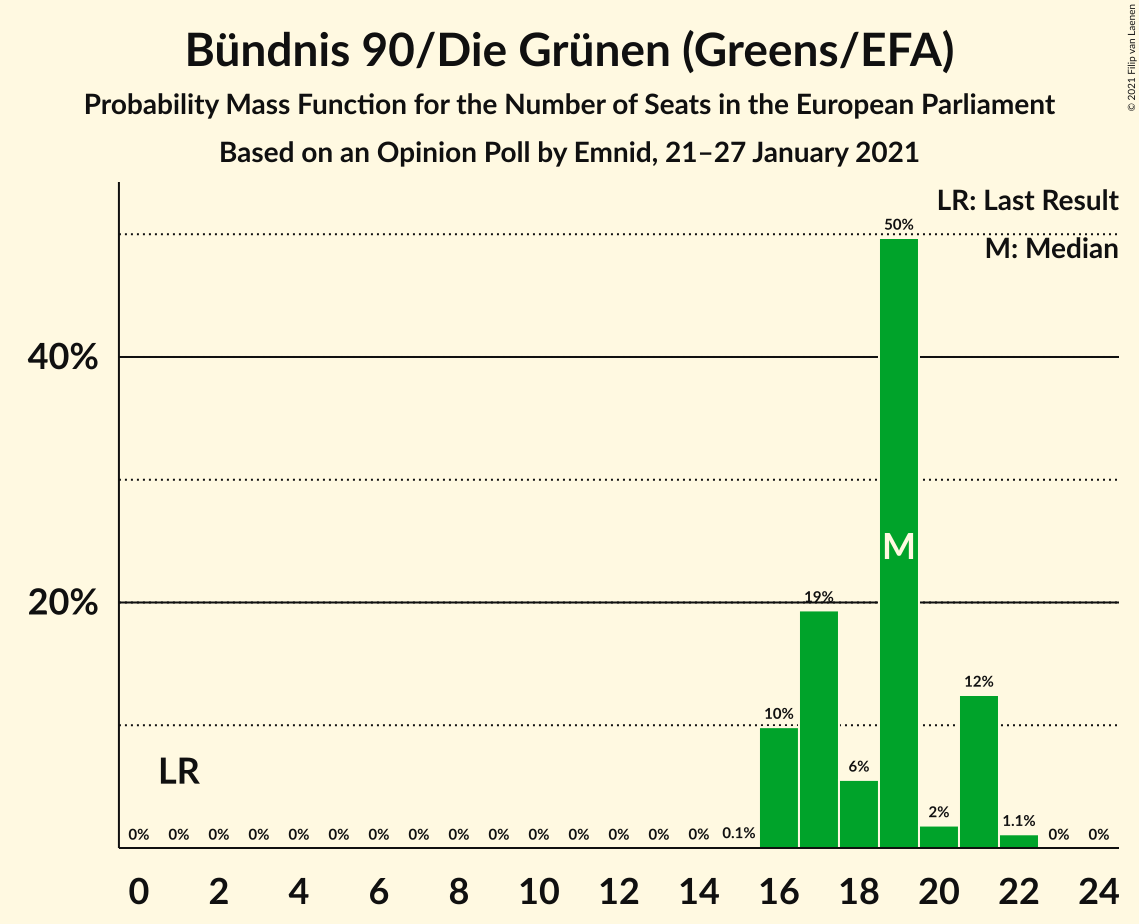 Bündnis 90/Die Grünen (Greens/EFA)
Probability Mass Function for the Number of Seats in the European Parliament
Based on an Opinion Poll by Emnid, 21–27 January 2021
© 2021 Filip van Laenen
LR: Last Result
M: Median
50%
40%
M
20%
19%
12%
10%
6%
LR
2%
1.1%
0% 0% 0% 0% 0% 0% 0% 0% 0% 0% 0% 0% 0% 0% 0% 0.1% 0% 0%
0 2 4 6 8 10 12 14 16 18 20 22 24